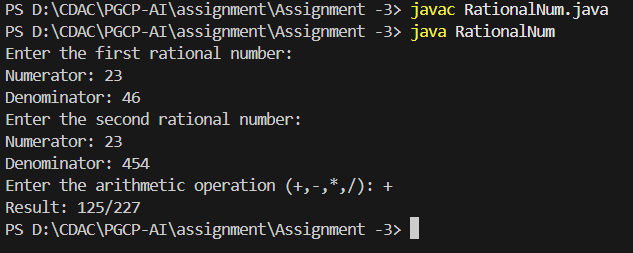 PS D:\CDAC\PGCP-AI\assignment\Assignment -3> javac RationalNum.java
PS D:\CDAC\PGCP-AI\assignment\Assignment -3> java RationalNum
Enter the first rational number:
Numerator: 23
Denominator: 46
Enter the second rational number:
Numerator: 23
Denominator: 454
Enter the arithmetic operation (+,-,*,/): +
Result: 125/227
PS D:\CDAC\PGCP-AI\assignment\Assignment -3>